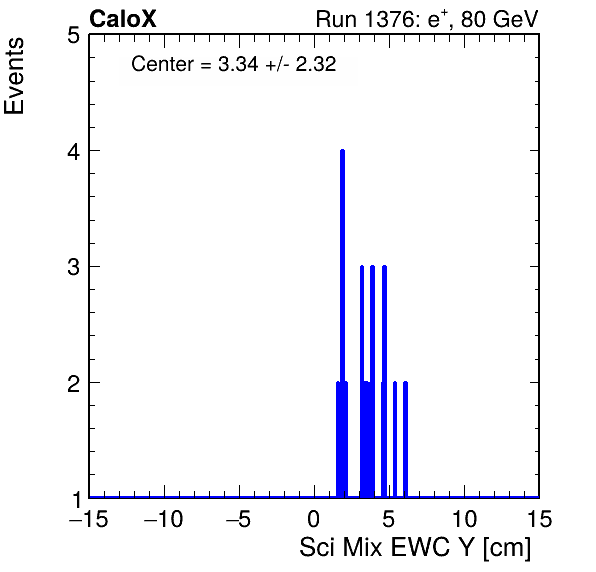 CaloX Run 1376: e⁺, 80 GeV
Center = 3.34 +/- 2.32
Events
5
4
3
2
1
−15 −10 −5 0 5 10 15
Sci Mix EWC Y [cm]